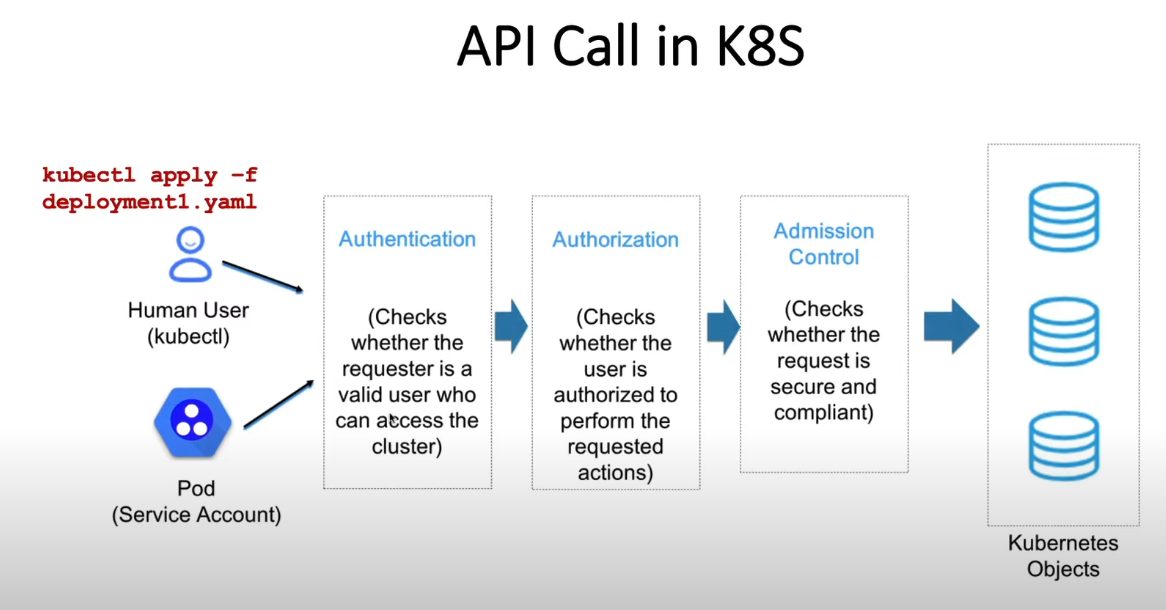 API Call in K8S
kubectl apply –f
deployment1.yaml
Human User
(kubectl)
Pod
(Service Account)
Authentication
(Checks
whether the
requester is a
valid user who
can access the
cluster)
Authorization
(Checks
whether the
user is
authorized to
perform the
requested
actions)
Admission
Control
(Checks
whether the
request is
secure and
compliant)
Kubernetes
Objects